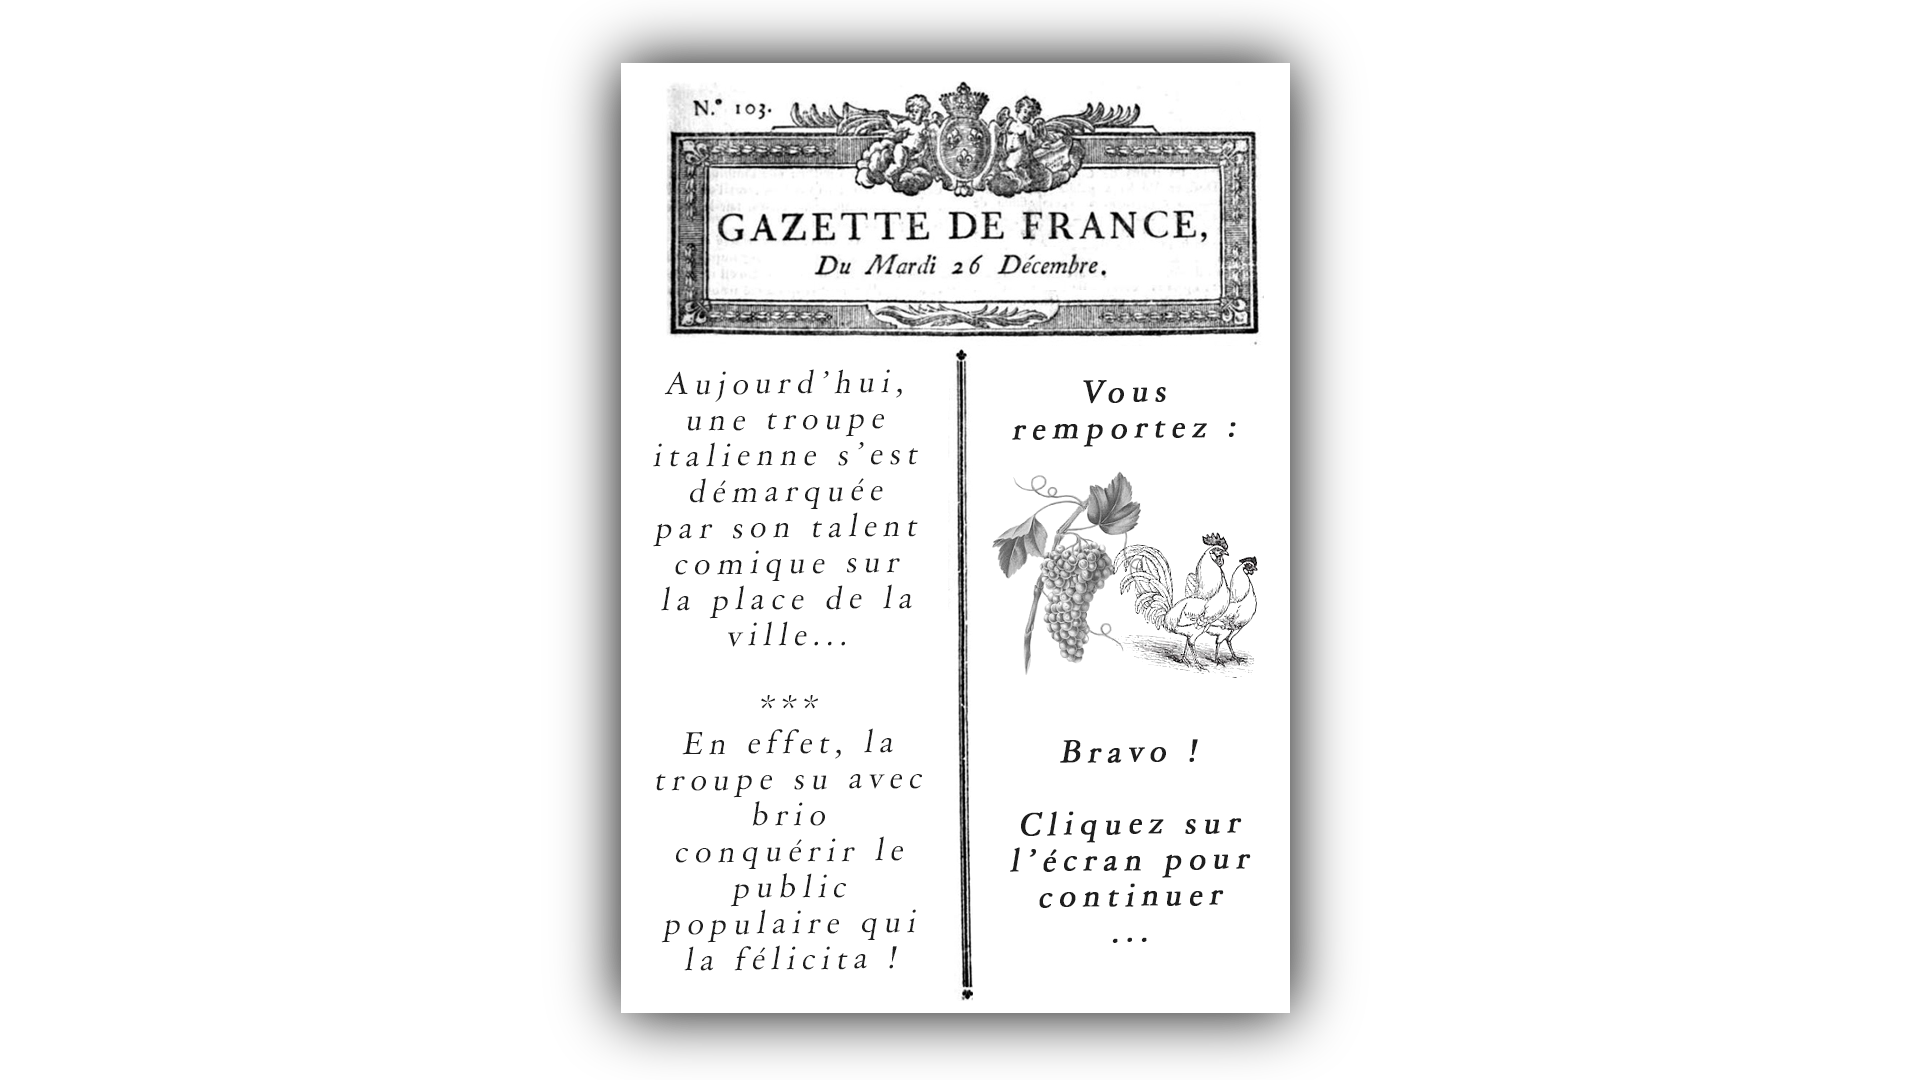 N.º 103.
GAZETTE DE FRANCE,
Du Mardi 26 Décembre.
Aujourd’hui,
une troupe
italienne s’est
démarquée
par son talent
comique sur
la place de la
ville...
***
En effet, la
troupe su avec
brio
conquérir le
public
populaire qui
la félicita !
Vous
remportez :
Bravo !
Cliquez sur
l’écran pour
continuer
...